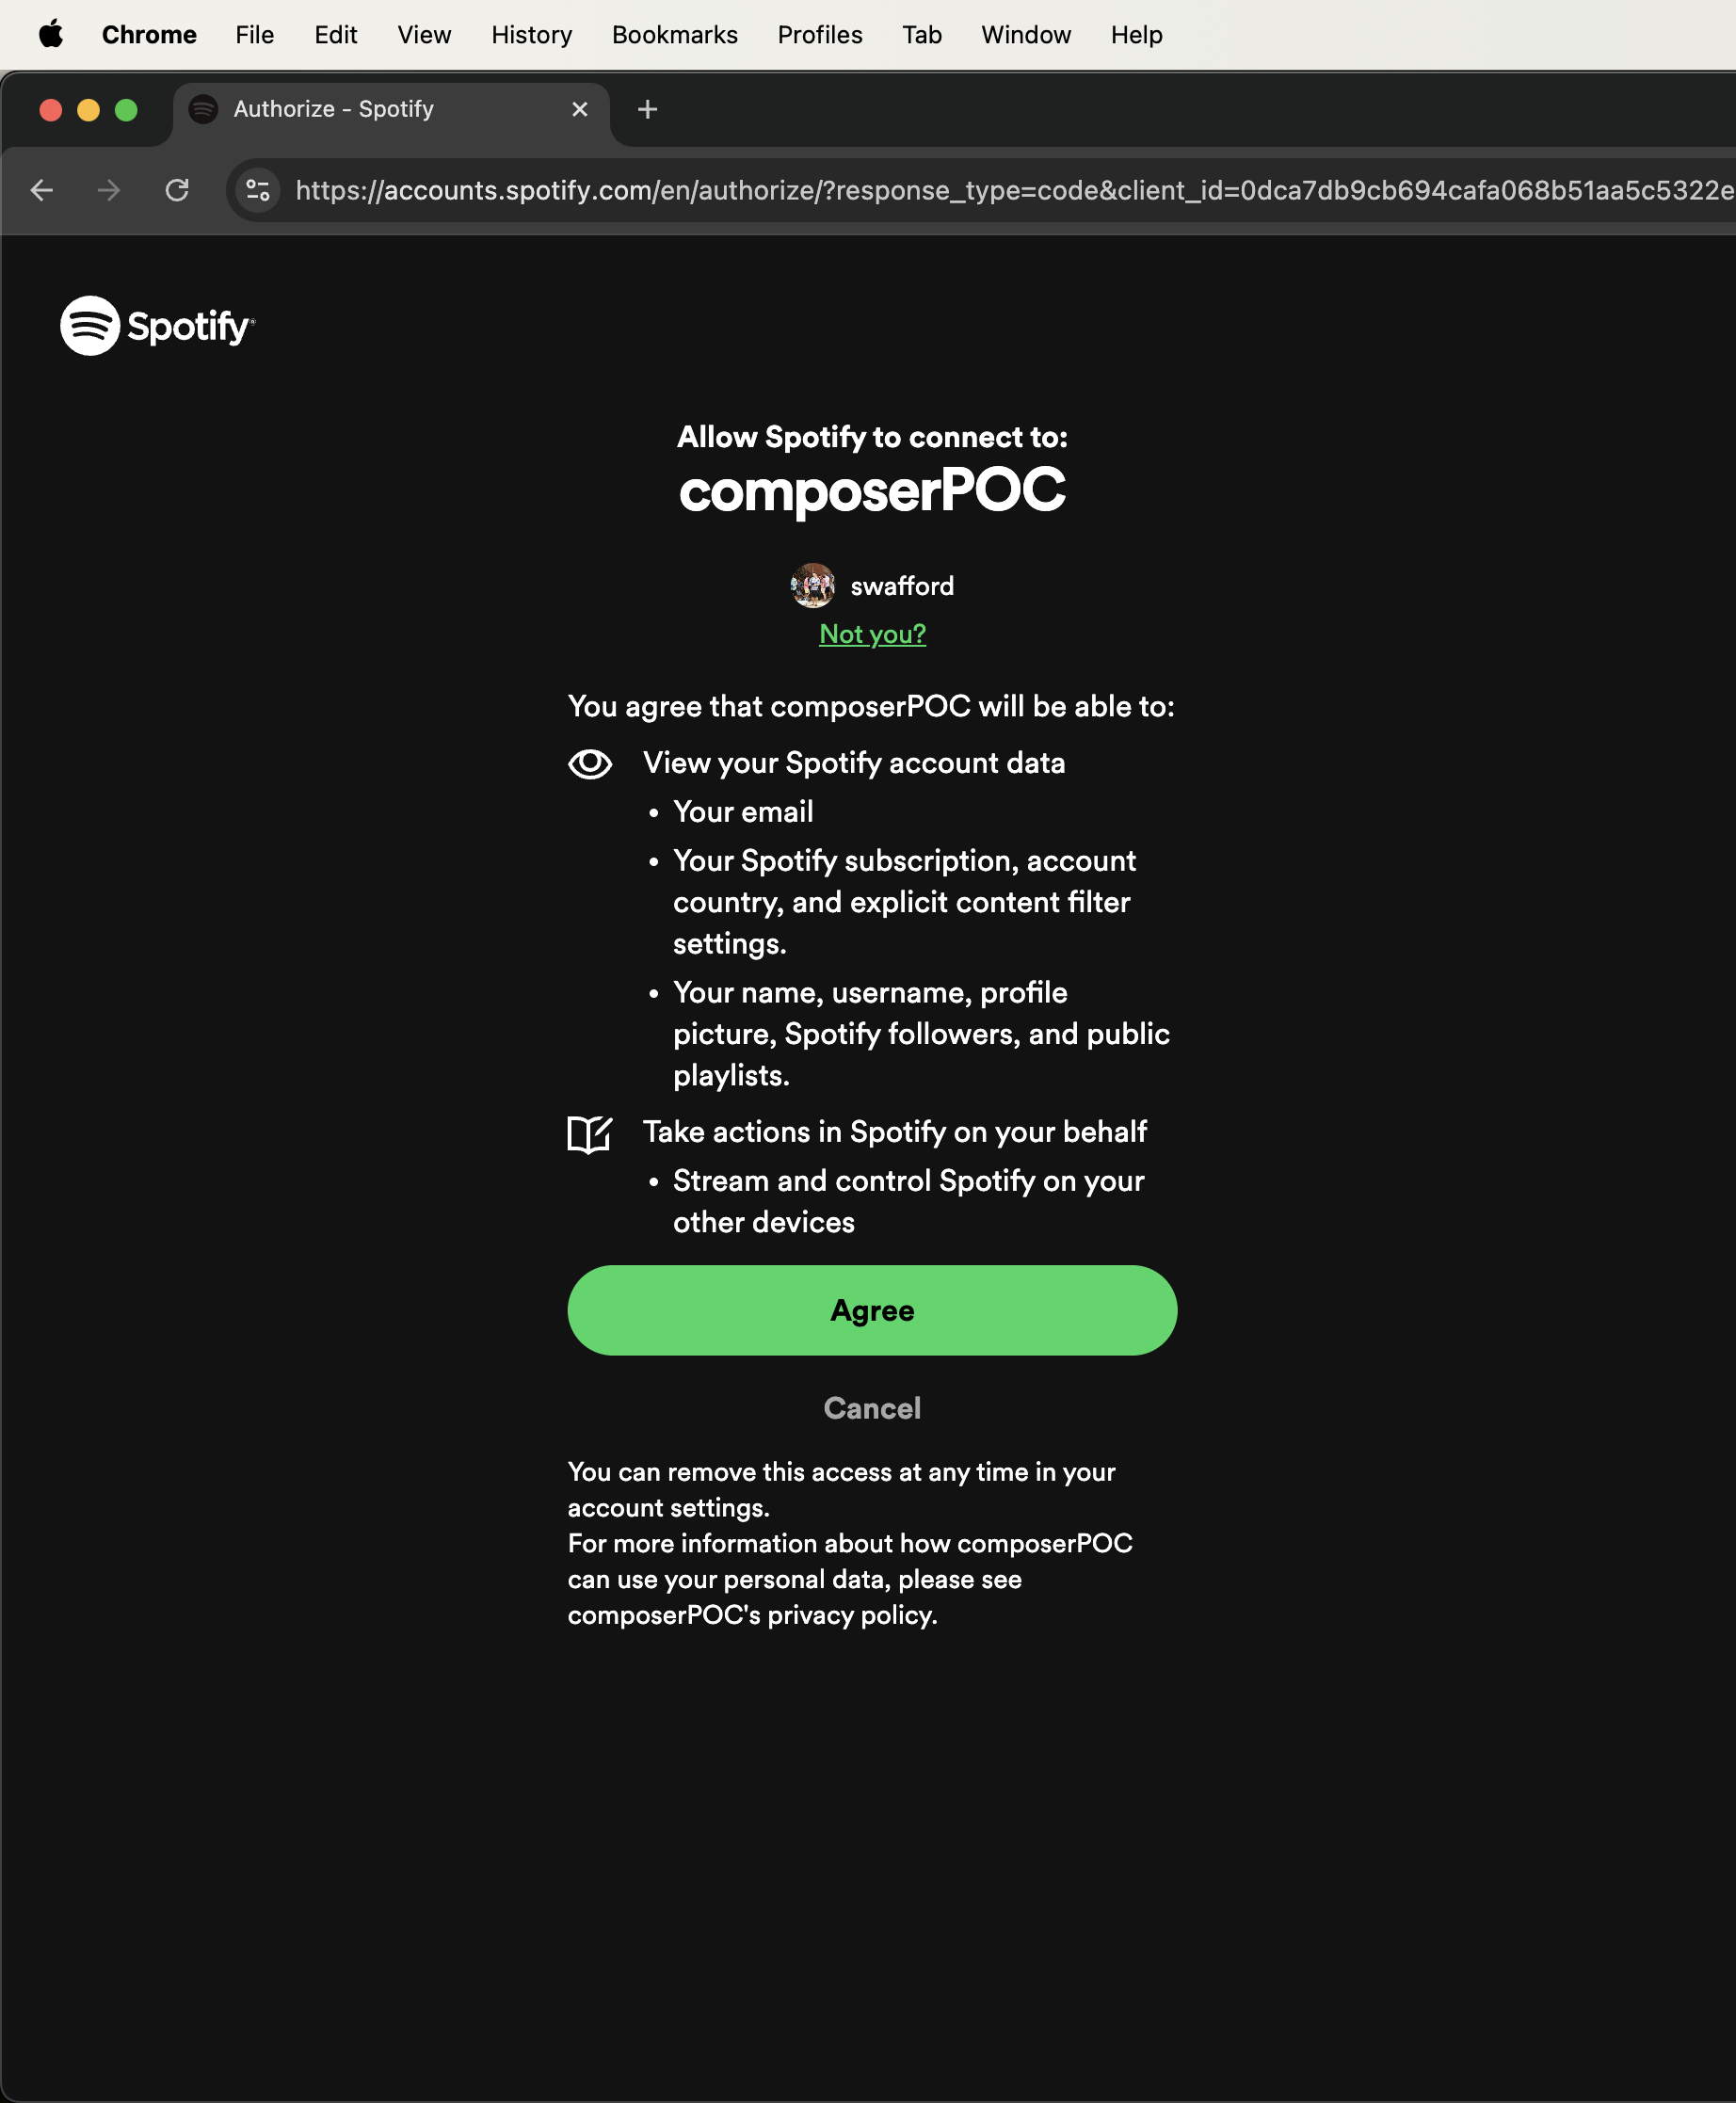 Chrome File Edit View History Bookmarks Profiles Tab Window Help
Authorize - Spotify
https://accounts.spotify.com/en/authorize/?response_type=code&client_id=0dca7db9cb694cafa068b51aa5c5322e
Spotify
Allow Spotify to connect to:
composerPOC
swafford
Not you?
You agree that composerPOC will be able to:
View your Spotify account data
• Your email
• Your Spotify subscription, account
country, and explicit content filter
settings.
• Your name, username, profile
picture, Spotify followers, and public
playlists.
Take actions in Spotify on your behalf
• Stream and control Spotify on your
other devices
Agree
Cancel
You can remove this access at any time in your
account settings.
For more information about how composerPOC
can use your personal data, please see
composerPOC's privacy policy.